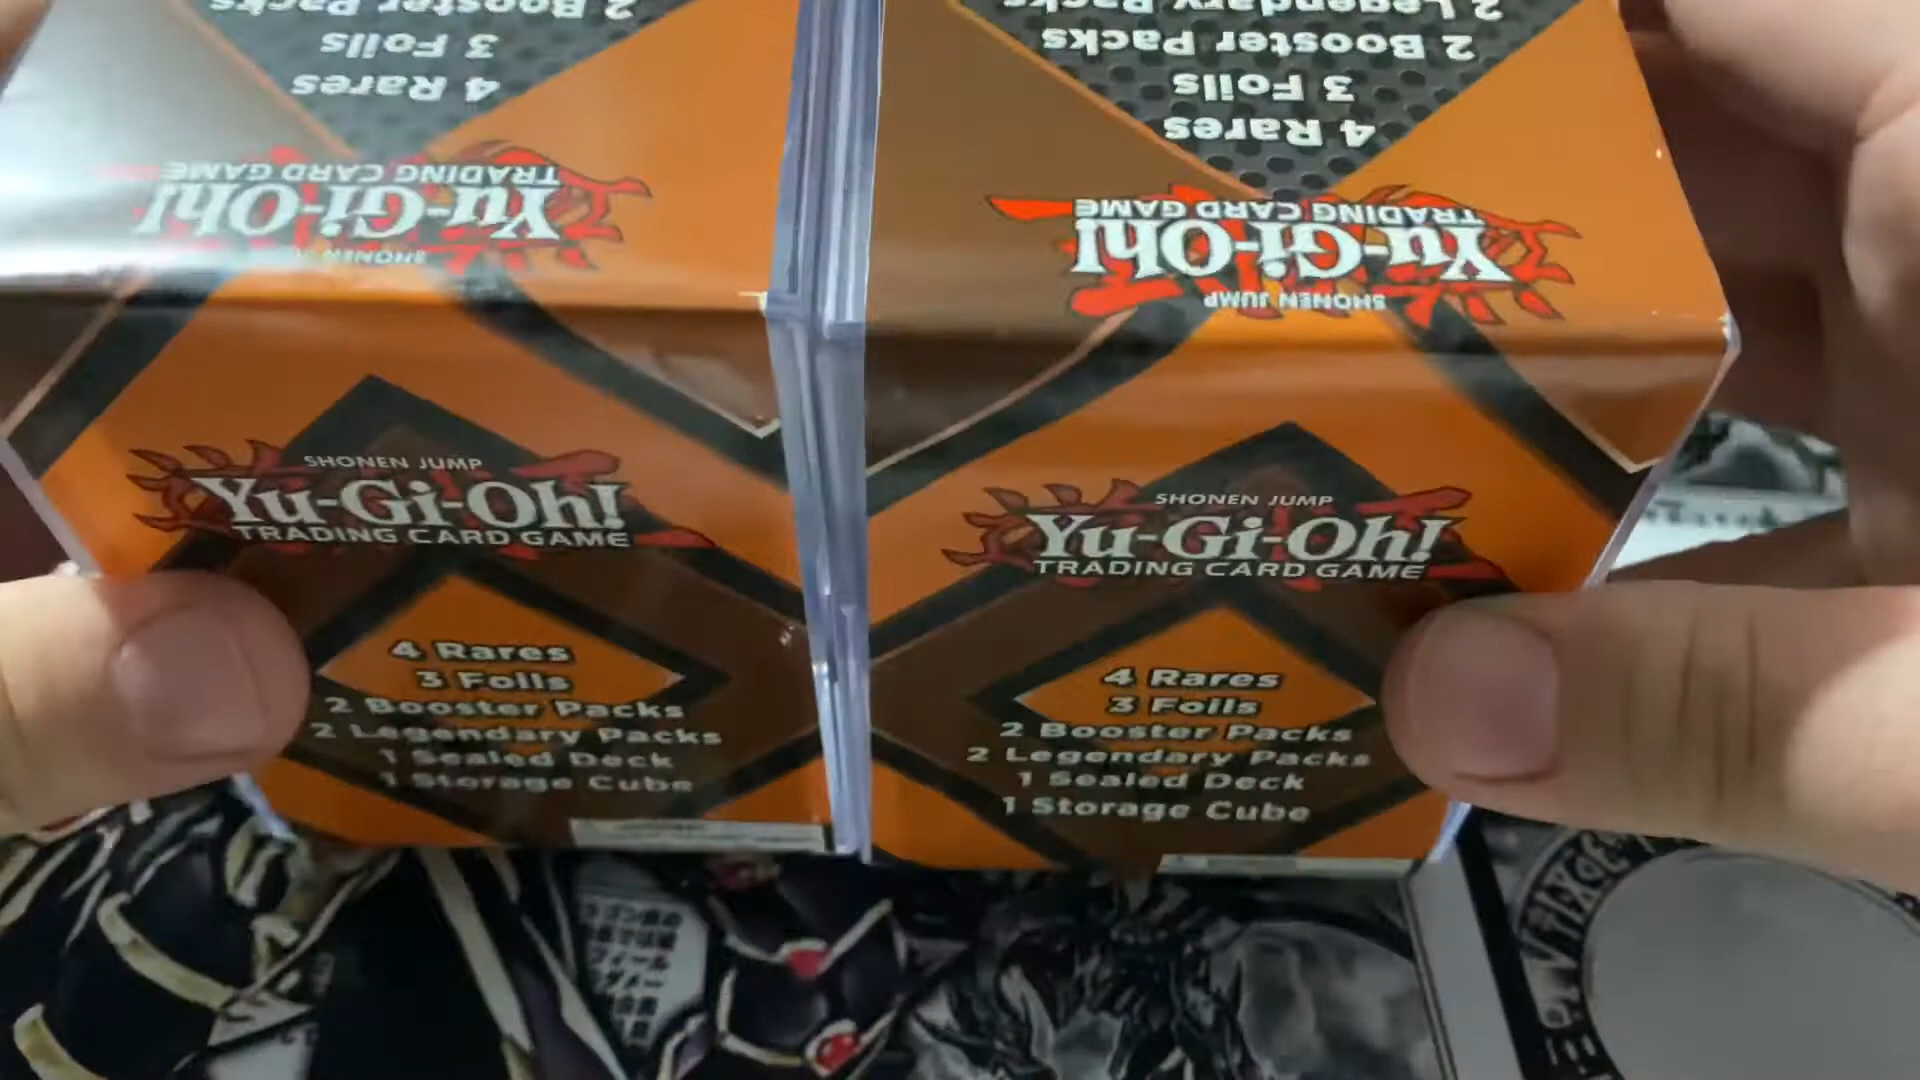 2 Booster Packs
3 Foils
4 Rares
TRADING CARD GAME
Yu-Gi-Oh!
SHONEN
2 Legendary Packs
2 Booster Packs
3 Foils
4 Rares
TRADING CARD GAME
Yu-Gi-Oh!
SHONEN JUMP
SHONEN JUMP
Yu-Gi-Oh!
TRADING CARD GAME
4 Rares
3 Foils
2 Booster Packs
2 Legendary Packs
1 Sealed Deck
1 Storage Cube
SHONEN JUMP
Yu-Gi-Oh!
TRADING CARD GAME
4 Rares
3 Foils
2 Booster Packs
2 Legendary Packs
1 Sealed Deck
1 Storage Cube